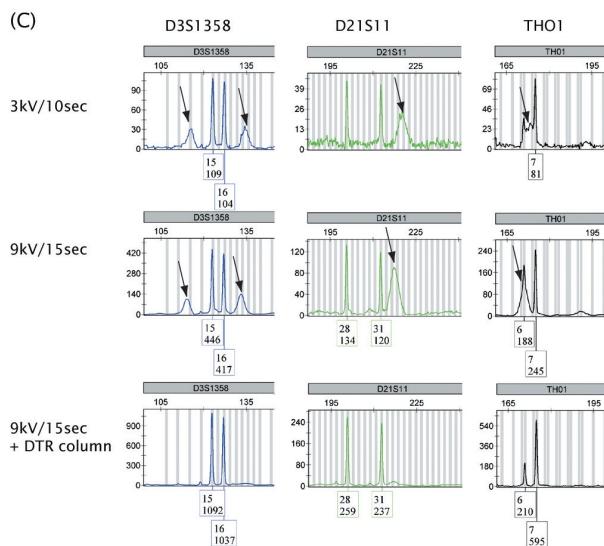 (C)
D3S1358 D21S11 THO1
3kV/10sec
D3S1358 D21S11 TH01
105 135 195 225 165 195
90 60 30 0
39 26 13 0
60 40 20 0
15 109
16 104
7 81
9kV/15sec
D3S1358 D21S11 TH01
105 135 195 225 165 195
420 280 140 0
120 80 40 0
240 160 80 0
15 446
16 417
28 134
31 120
6 188
7 245
9kV/15sec
+ DTR column
D3S1358 D21S11 TH01
105 135 195 225 165 195
900 600 300 0
240 160 80 0
540 360 180 0
15 1092
16 1037
28 259
31 237
6 210
7 595